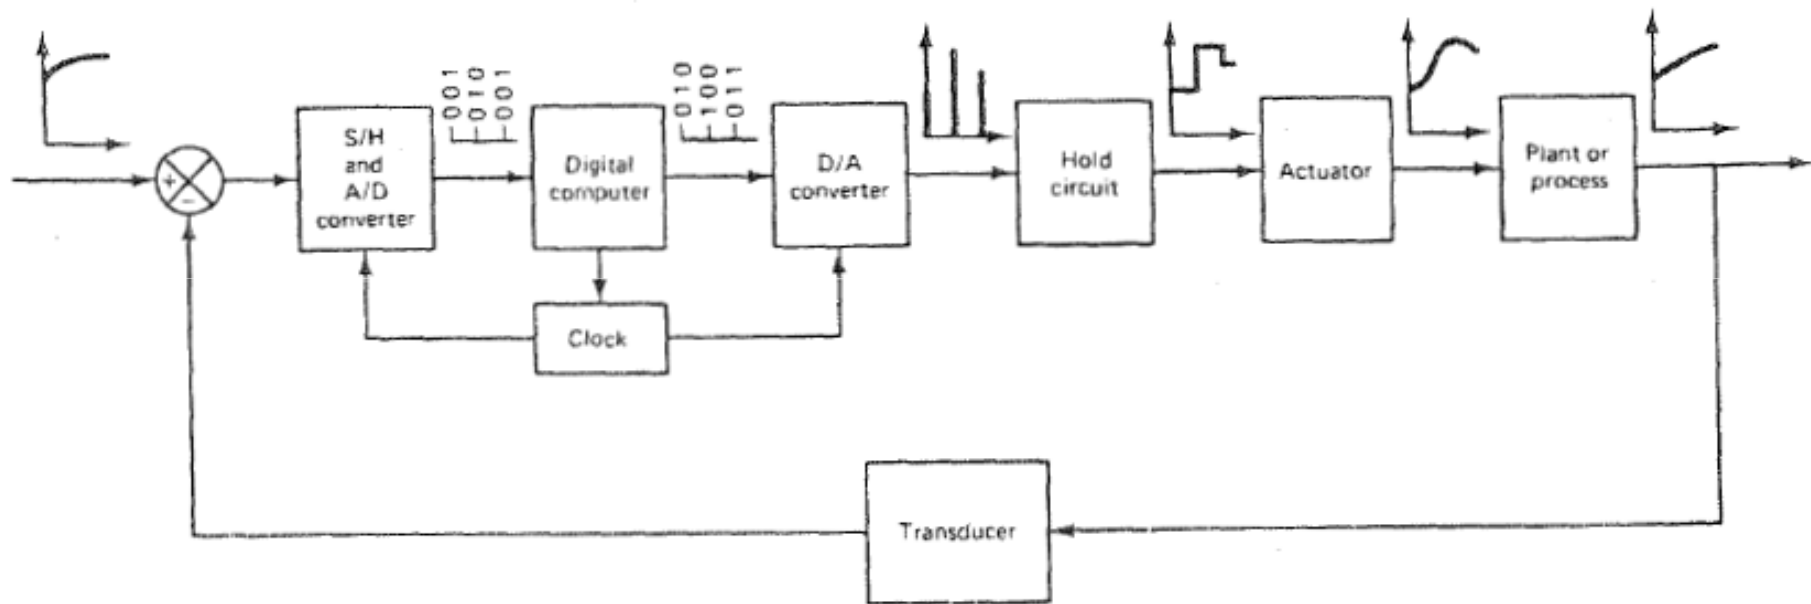 S/H
and
A/D
converter
001
010
001
Digital
computer
010
100
011
D/A
converter
Hold
circuit
Actuator
Plant or
process
+
-
Clock
Transducer